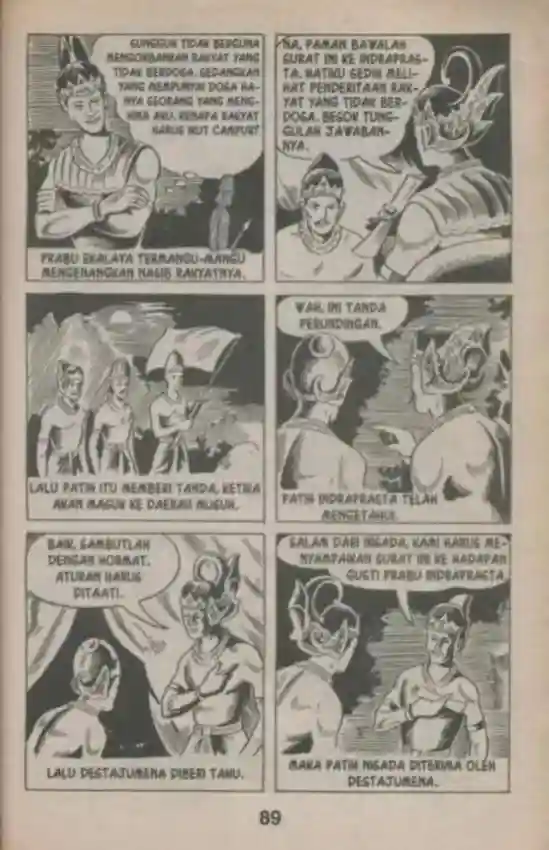 SUNGGUH TIDAK BERGUNA
MENGORBANKAN RAKYAT YANG
TIDAK BERDOSA. SEDANGKAN
YANG MEMPUNYAI DOSA HA-
NYA SEORANG YANG MENG-
HINA AKU. KENAPA RAKYAT
HARUS IKUT CAMPUR?
PRABU EKALAYA TERMANGU-MANGU
MENGENANGKAN NASIB RAKYATNYA.
NA, PAMAN BAWALAH
SURAT INI KE INDRAPRAS-
TA. HATIKU SEDIH MELI-
HAT PENDERITAAN RAK-
YAT YANG TIDAK BER-
DOSA. BESOK TUNG-
GULAH JAWABAN-
NYA.
LALU PATIH ITU MEMBERI TANDA, KETIKA
AKAN MASUK KE DAERAH MUSUH.
WAH, INI TANDA
PERUNDINGAN.
PATIH INDRAPRASTA TELAH
MENGETAHUI.
BAIK, SAMBUTLAH
DENGAN HORMAT.
ATURAN HARUS
DITAATI.
LALU DESTAJUMENA DIBERI TAHU.
SALAM DARI NISADA, KAMI HARUS ME-
NYAMPAIKAN SURAT INI KE HADAPAN
GUSTI PRABU INDRAPRASTA
MAKA PATIH NISADA DITERIMA OLEH
DESTAJUMENA.
89